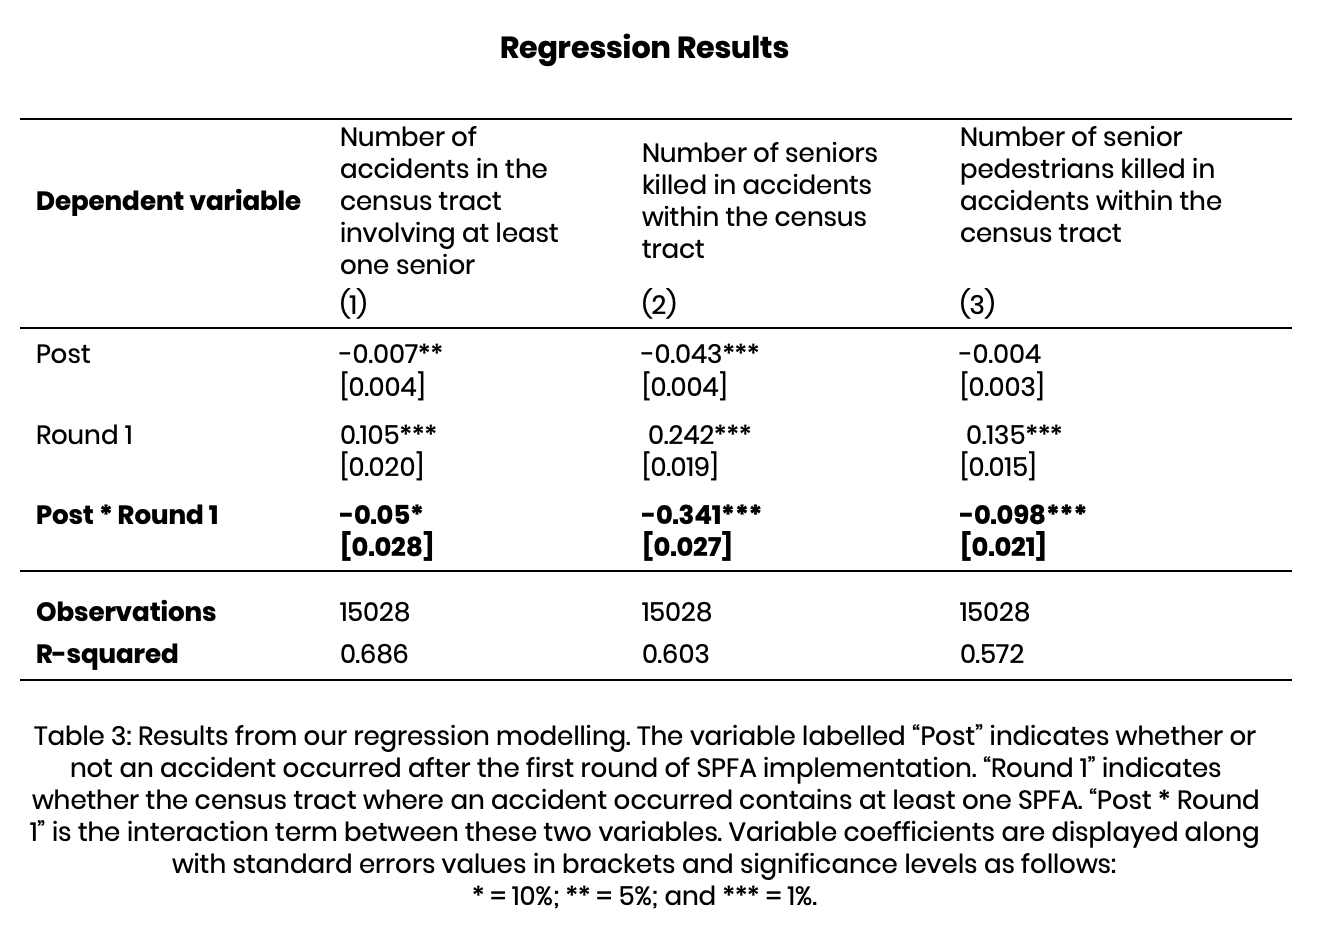 Regression Results
Dependent variable
Number of
accidents in the
census tract
involving at least
one senior
(1)
Number of seniors
killed in accidents
within the census
tract
(2)
Number of senior
pedestrians killed in
accidents within the
census tract
(3)
Post -0.007** -0.043*** -0.004
[0.004] [0.004] [0.003]
Round 1 0.105*** 0.242*** 0.135***
[0.020] [0.019] [0.015]
Post * Round 1 -0.05* -0.341*** -0.098***
[0.028] [0.027] [0.021]
Observations 15028 15028 15028
R-squared 0.686 0.603 0.572
Table 3: Results from our regression modelling. The variable labelled “Post” indicates whether or
not an accident occurred after the first round of SPFA implementation. “Round 1” indicates
whether the census tract where an accident occurred contains at least one SPFA. “Post * Round
1” is the interaction term between these two variables. Variable coefficients are displayed along
with standard errors values in brackets and significance levels as follows:
* = 10%; ** = 5%; and *** = 1%.